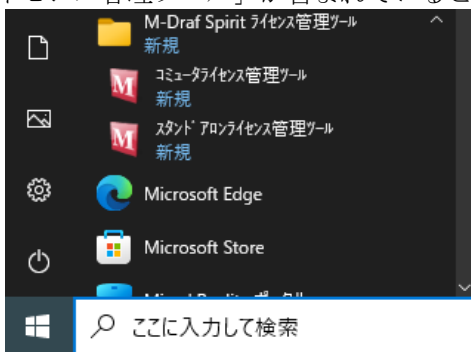 M-Draf Spirit ﾗｲｾﾝｽ管理ﾂｰﾙ
新規
ｺﾐｭｰﾀﾗｲｾﾝｽ管理ﾂｰﾙ
新規
ｽﾀﾝﾄﾞｱﾛﾝﾗｲｾﾝｽ管理ﾂｰﾙ
新規
Microsoft Edge
Microsoft Store
ここに入力して検索